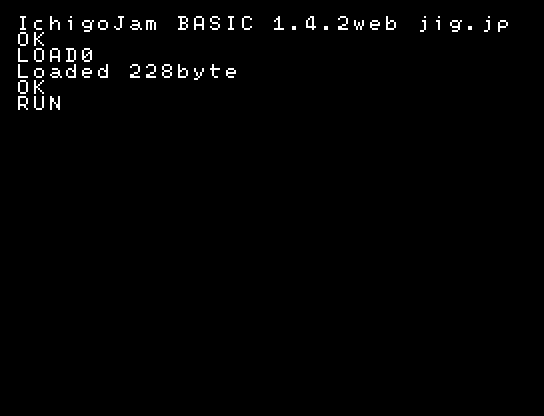 IchigoJam BASIC 1.4.2web jig.jp
OK
LOAD0
Loaded 228byte
OK
RUN